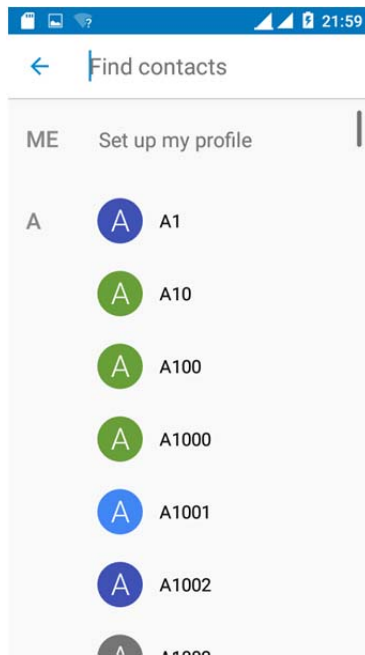 21:59
Find contacts
ME Set up my profile
A A A1
A A10
A A100
A A1000
A A1001
A A1002